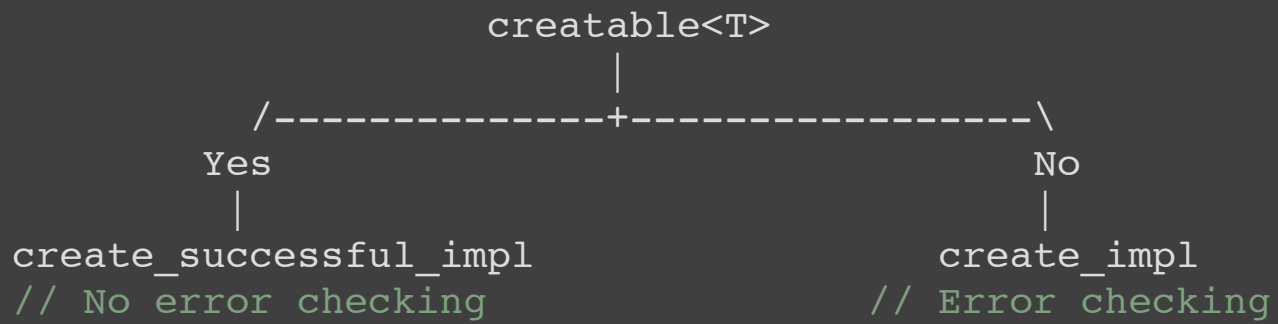 creatable<T>
|
/--------------+-----------------\
Yes No
| |
create_successful_impl create_impl
// No error checking // Error checking